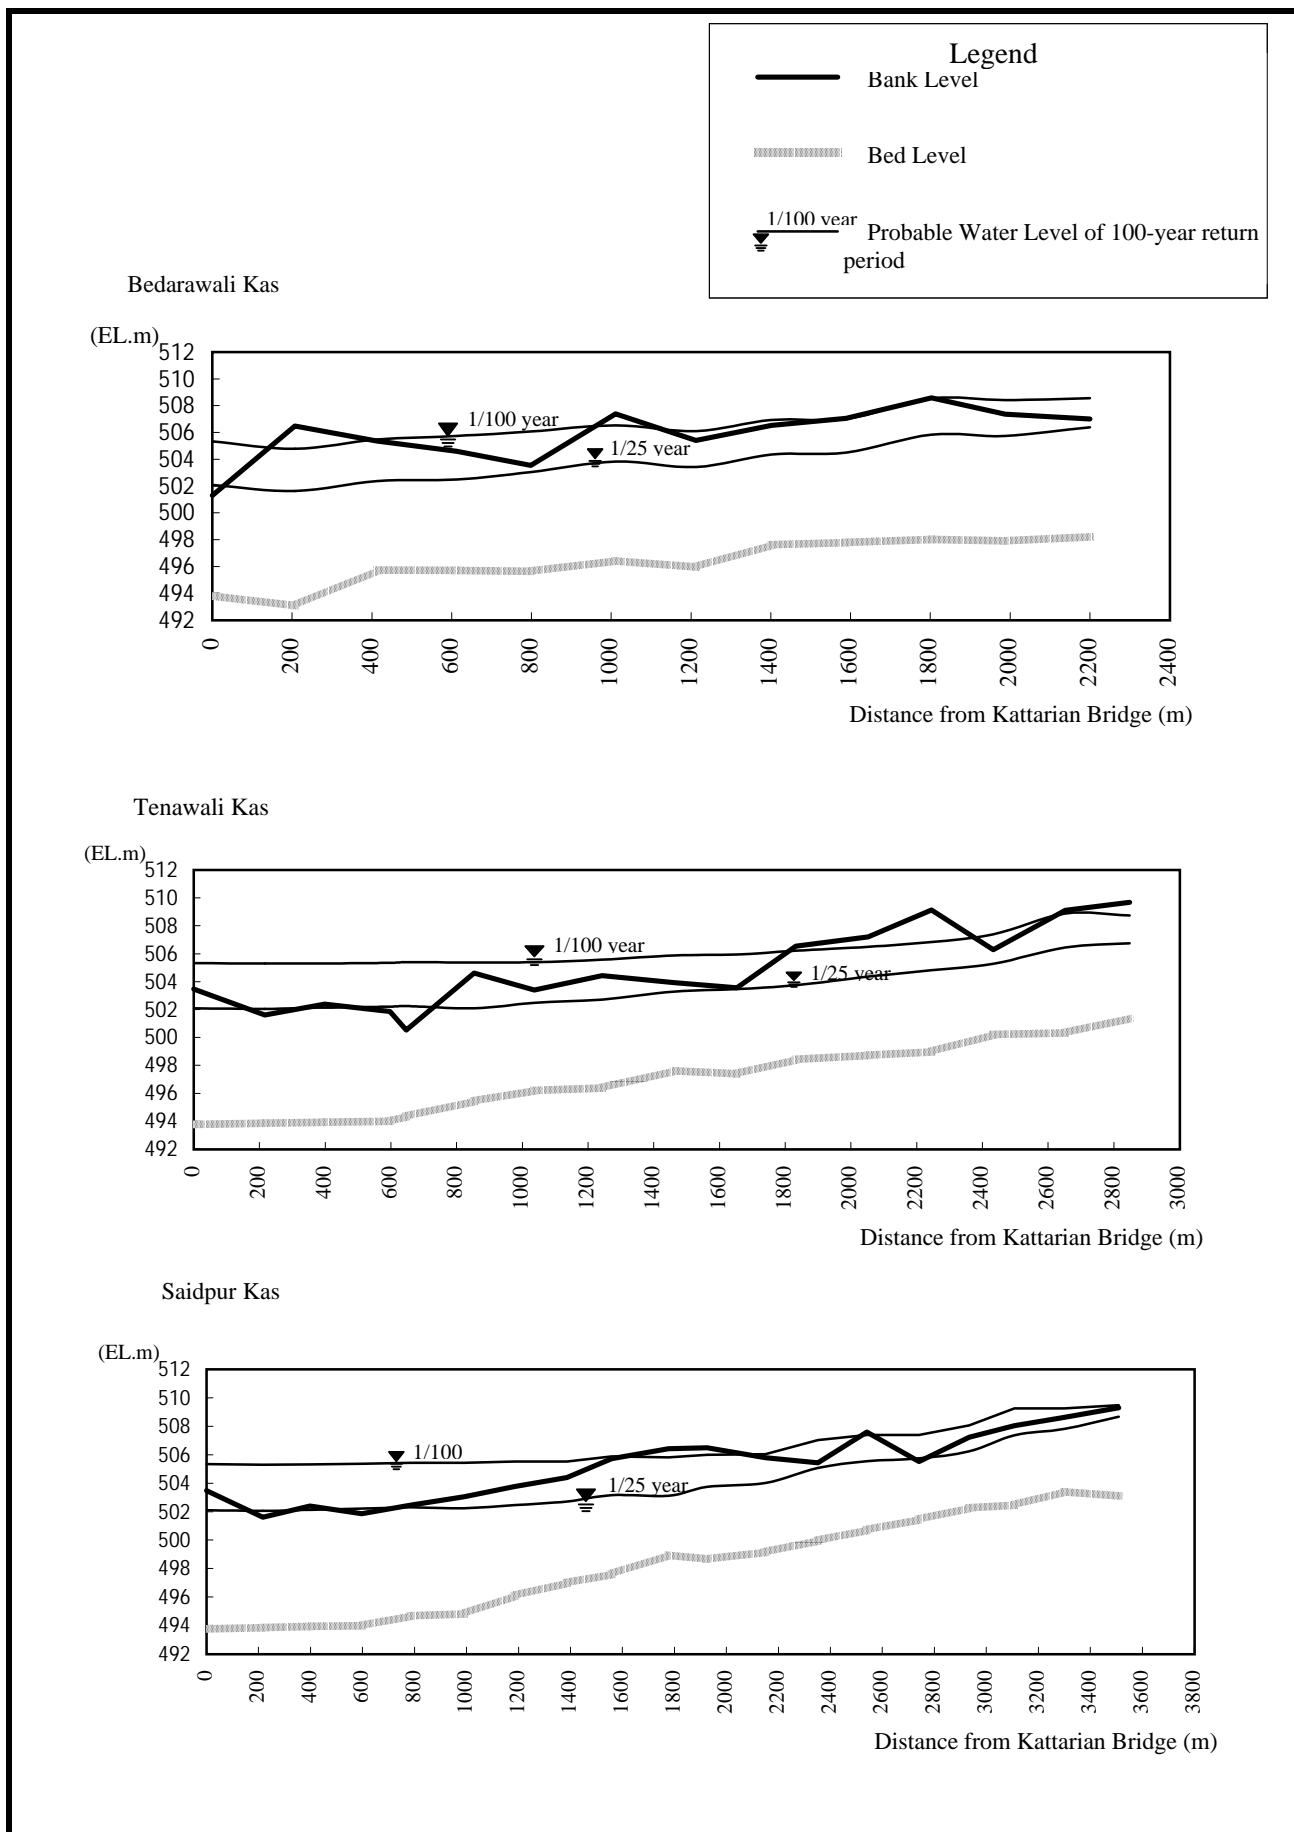 Legend
Bank Level
Bed Level
1/100 year
Probable Water Level of 100-year return
period
Bedarawali Kas
(EL.m)
512
510
508
506
504
502
500
498
496
494
492
1/100 year
1/25 year
0 200 400 600 800 1000 1200 1400 1600 1800 2000 2200 2400
Distance from Kattarian Bridge (m)
Tenawali Kas
(EL.m)
512
510
508
506
504
502
500
498
496
494
492
1/100 year
1/25 year
0 200 400 600 800 1000 1200 1400 1600 1800 2000 2200 2400 2600 2800 3000
Distance from Kattarian Bridge (m)
Saidpur Kas
(EL.m)
512
510
508
506
504
502
500
498
496
494
492
1/100
1/25 year
0 200 400 600 800 1000 1200 1400 1600 1800 2000 2200 2400 2600 2800 3000 3200 3400 3600 3800
Distance from Kattarian Bridge (m)